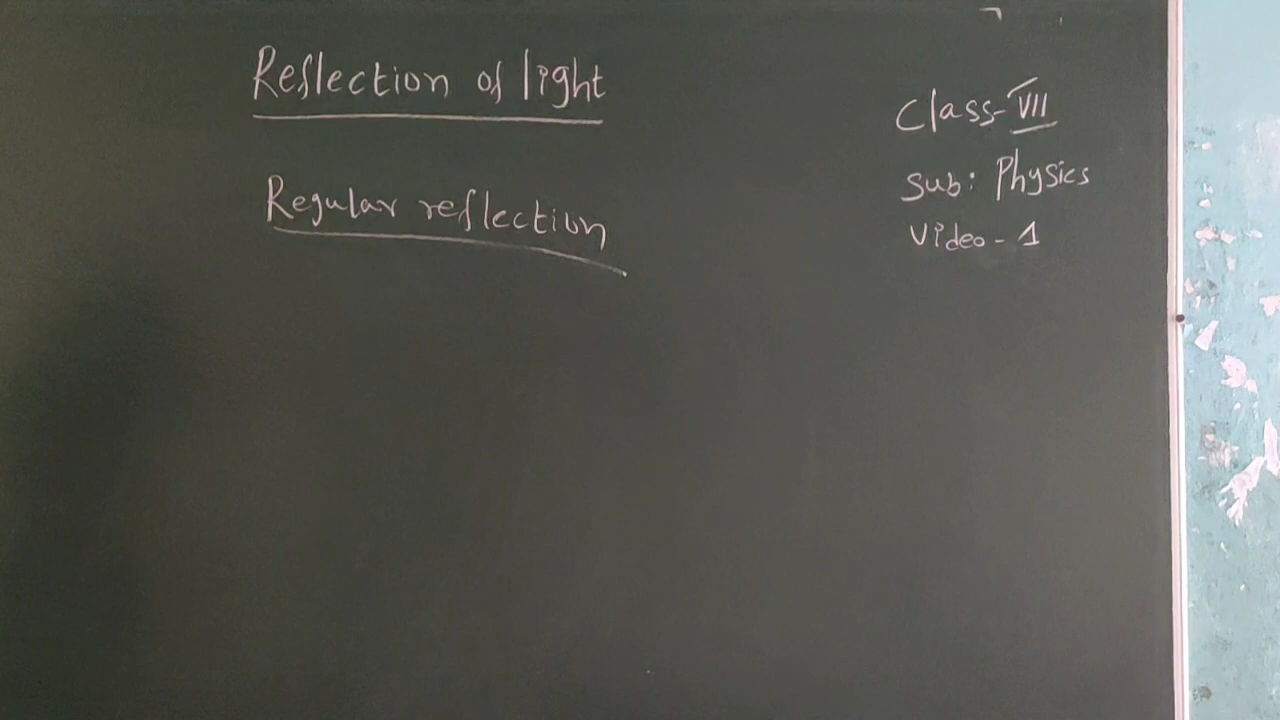 Reflection of light
Regular reflection
Class-VII
Sub: Physics
Video-1